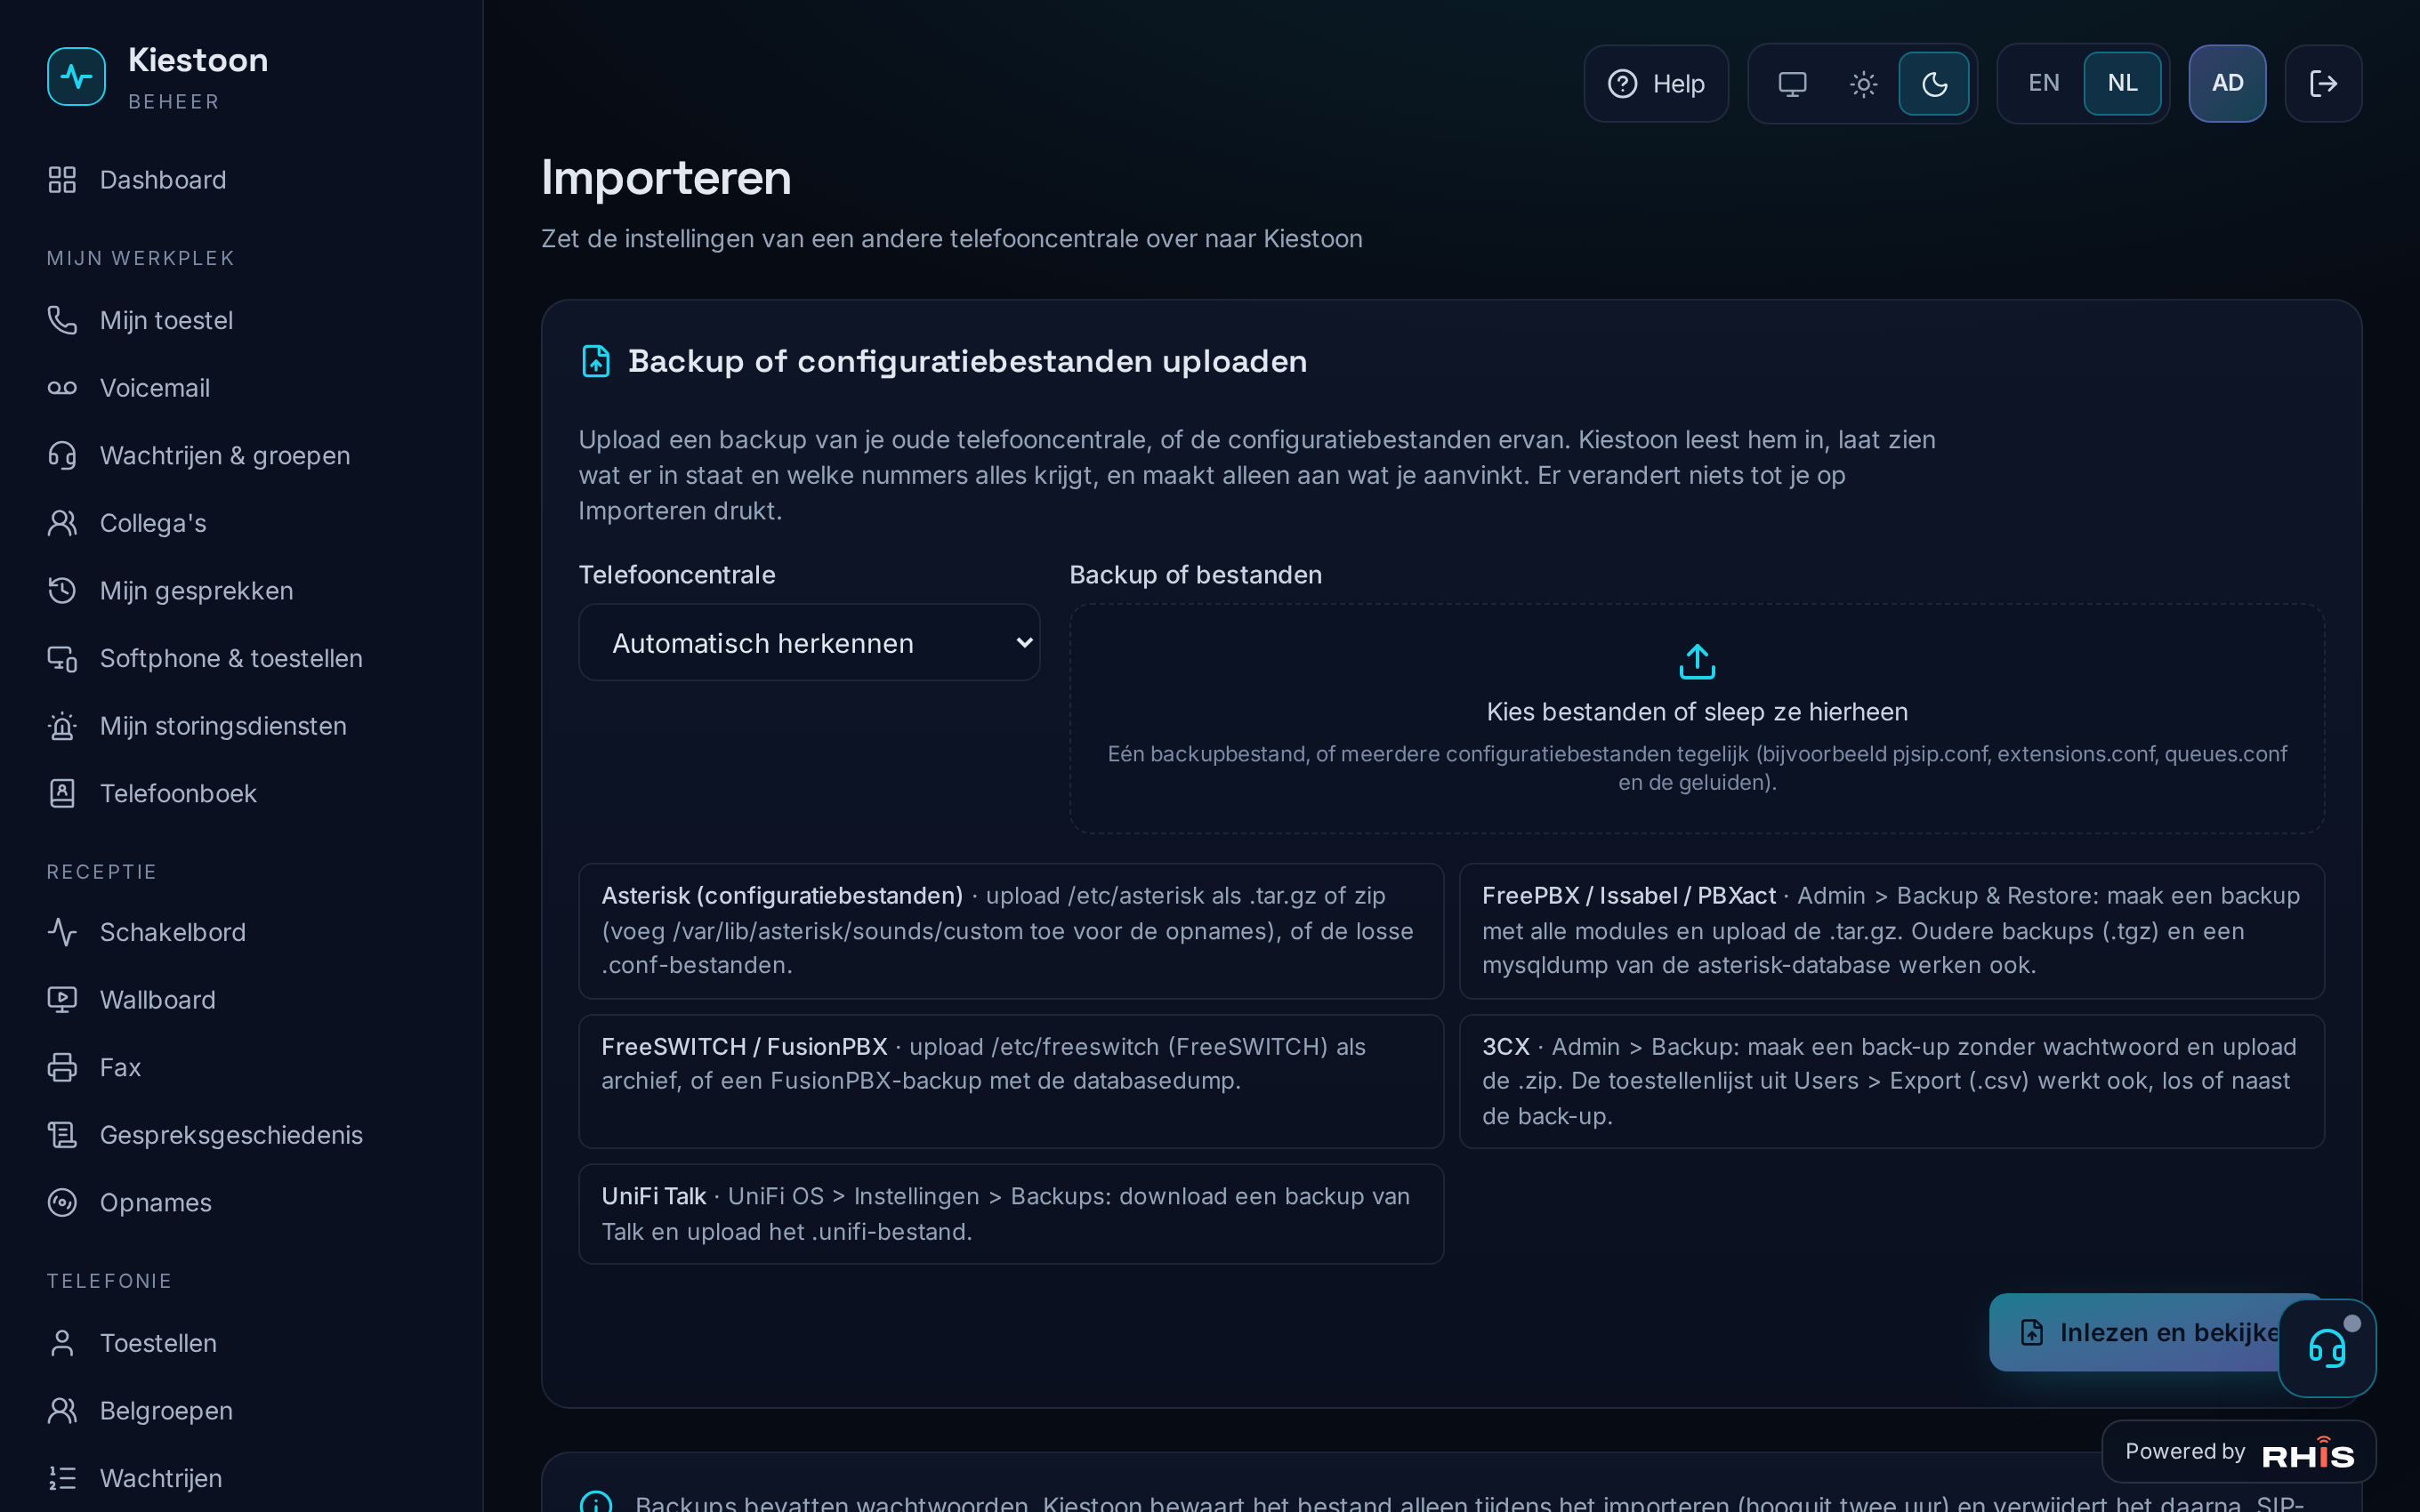 Kiestoon
BEHEER
Dashboard
MIJN WERKPLEK
Mijn toestel
Voicemail
Wachtrijen & groepen
Collega's
Mijn gesprekken
Softphone & toestellen
Mijn storingsdiensten
Telefoonboek
RECEPTIE
Schakelbord
Wallboard
Fax
Gespreksgeschiedenis
Opnames
TELEFONIE
Toestellen
Belgroepen
Wachtrijen
Help
EN
NL
AD
Importeren
Zet de instellingen van een andere telefooncentrale over naar Kiestoon
Backup of configuratiebestanden uploaden
Upload een backup van je oude telefooncentrale, of de configuratiebestanden ervan. Kiestoon leest hem in, laat zien
wat er in staat en welke nummers alles krijgt, en maakt alleen aan wat je aanvinkt. Er verandert niets tot je op
Importeren drukt.
Telefooncentrale
Automatisch herkennen
Backup of bestanden
Kies bestanden of sleep ze hierheen
Eén backupbestand, of meerdere configuratiebestanden tegelijk (bijvoorbeeld pjsip.conf, extensions.conf, queues.conf
en de geluiden).
Asterisk (configuratiebestanden) · upload /etc/asterisk als .tar.gz of zip
(voeg /var/lib/asterisk/sounds/custom toe voor de opnames), of de losse
.conf-bestanden.
FreePBX / Issabel / PBXact · Admin > Backup & Restore: maak een backup
met alle modules en upload de .tar.gz. Oudere backups (.tgz) en een
mysqldump van de asterisk-database werken ook.
FreeSWITCH / FusionPBX · upload /etc/freeswitch (FreeSWITCH) als
archief, of een FusionPBX-backup met de databasedump.
3CX · Admin > Backup: maak een back-up zonder wachtwoord en upload
de .zip. De toestellenlijst uit Users > Export (.csv) werkt ook, los of naast
de back-up.
UniFi Talk · UniFi OS > Instellingen > Backups: download een backup van
Talk en upload het .unifi-bestand.
Inlezen en bekijke
Powered by RHIS
Backups bevatten wachtwoorden. Kiestoon bewaart het bestand alleen tijdens het importeren (hooguit twee uur) en verwijdert het daarna. SIP-